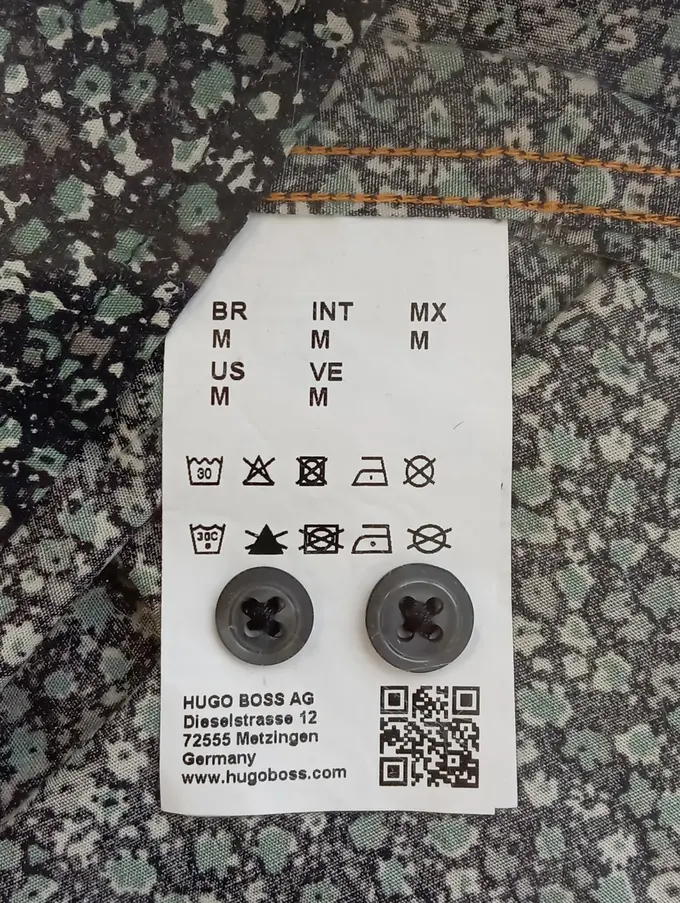 BR INT MX
M M M
US VE
M M
30
30C
HUGO BOSS AG
Dieselstrasse 12
72555 Metzingen
Germany
www.hugoboss.com